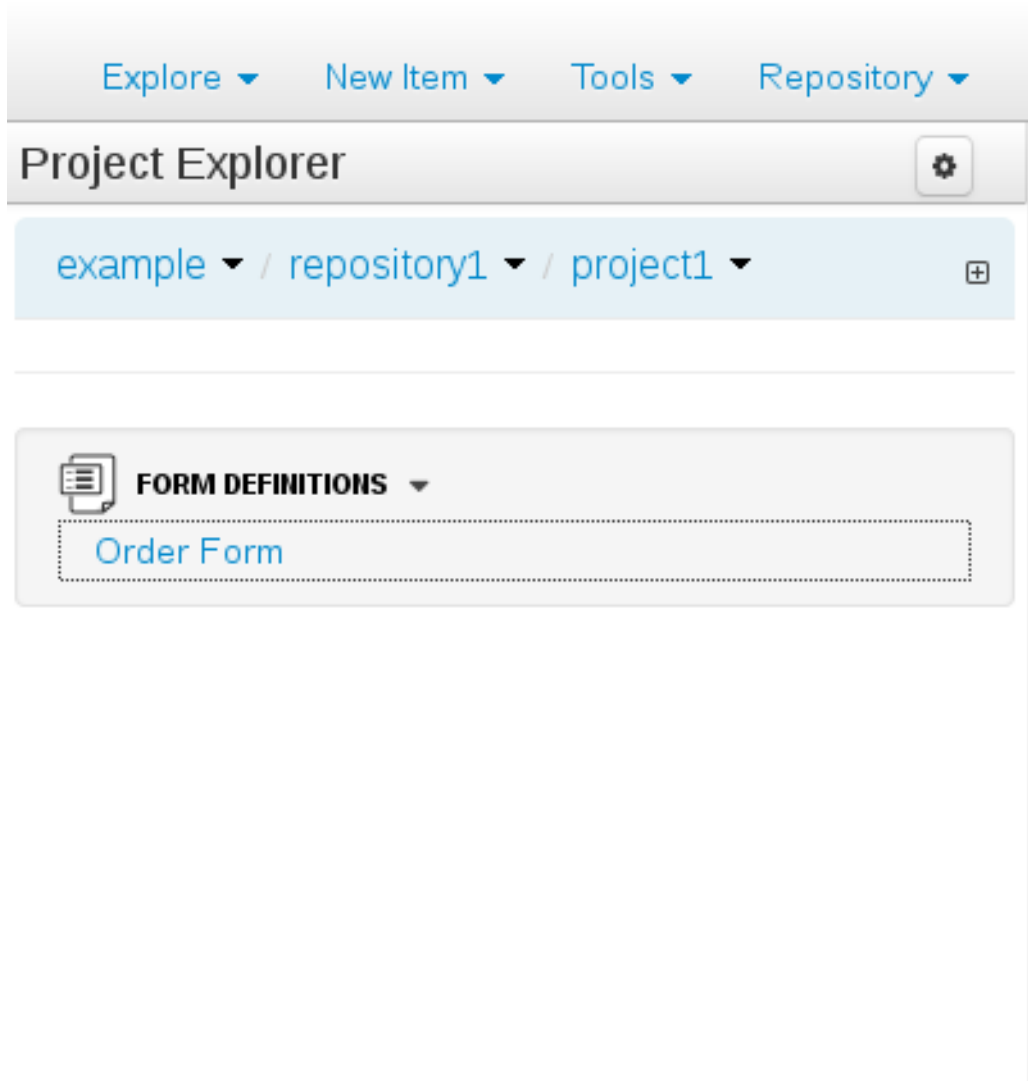 Explore New Item Tools Repository
Project Explorer
example / repository1 / project1
FORM DEFINITIONS
Order Form